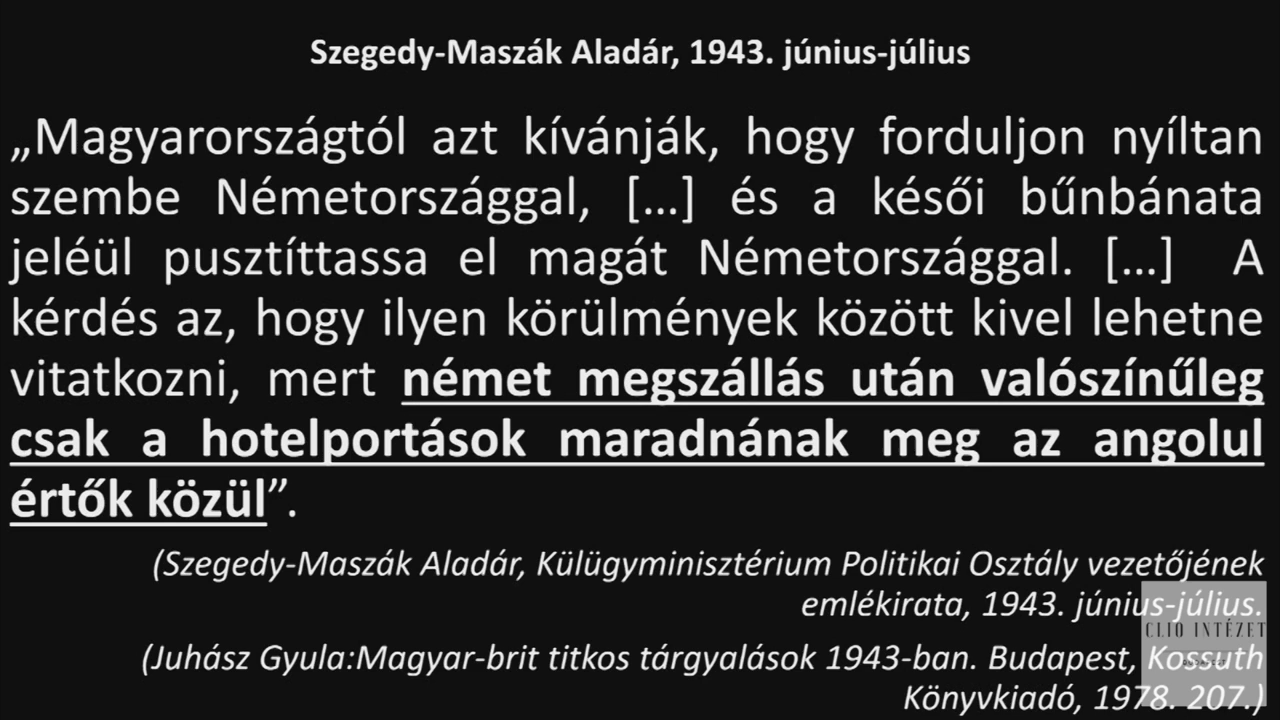 Szegedy-Maszák Aladár, 1943. június-július
„Magyarországtól azt kívánják, hogy forduljon nyíltan
szembe Németországgal, [...] és a késői bűnbánata
jeléül pusztíttassa el magát Németországgal. [...] A
kérdés az, hogy ilyen körülmények között kivel lehetne
vitatkozni, mert német megszállás után valószínűleg
csak a hotelportások maradnának meg az angolul
értők közül”.
(Szegedy-Maszák Aladár, Külügyminisztérium Politikai Osztály vezetőjének
emlékirata, 1943. június-július.
CLIO INTÉZET
(Juhász Gyula:Magyar-brit titkos tárgyalások 1943-ban. Budapest, Kossuth
BUDAPEST
Könyvkiadó, 1978. 207.)